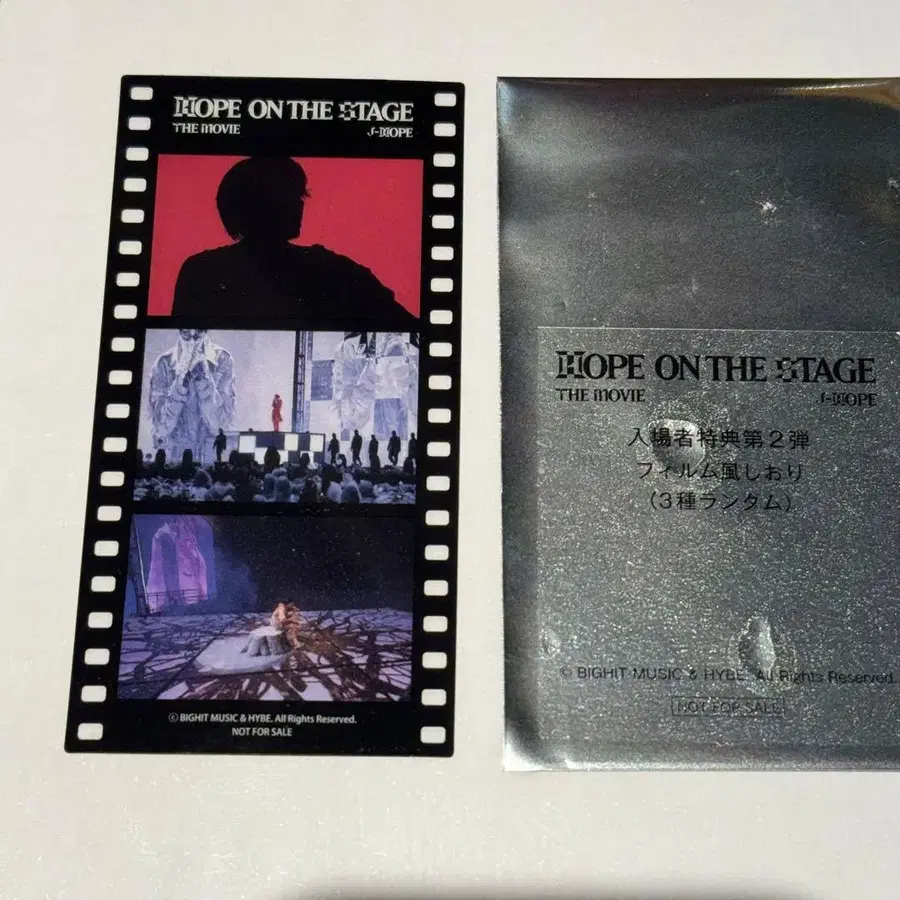 HOPE ON THE STAGE
THE MOVIE
j-HOPE
ⓒ BIGHIT MUSIC & HYBE. All Rights Reserved.
NOT FOR SALE
HOPE ON THE STAGE
THE MOVIE
j-HOPE
入場者特典第2弾
フィルム風しおり
(3種ランダム)
© BIGHIT MUSIC & HYBE. All Rights Reserved.
NOT FOR SALE